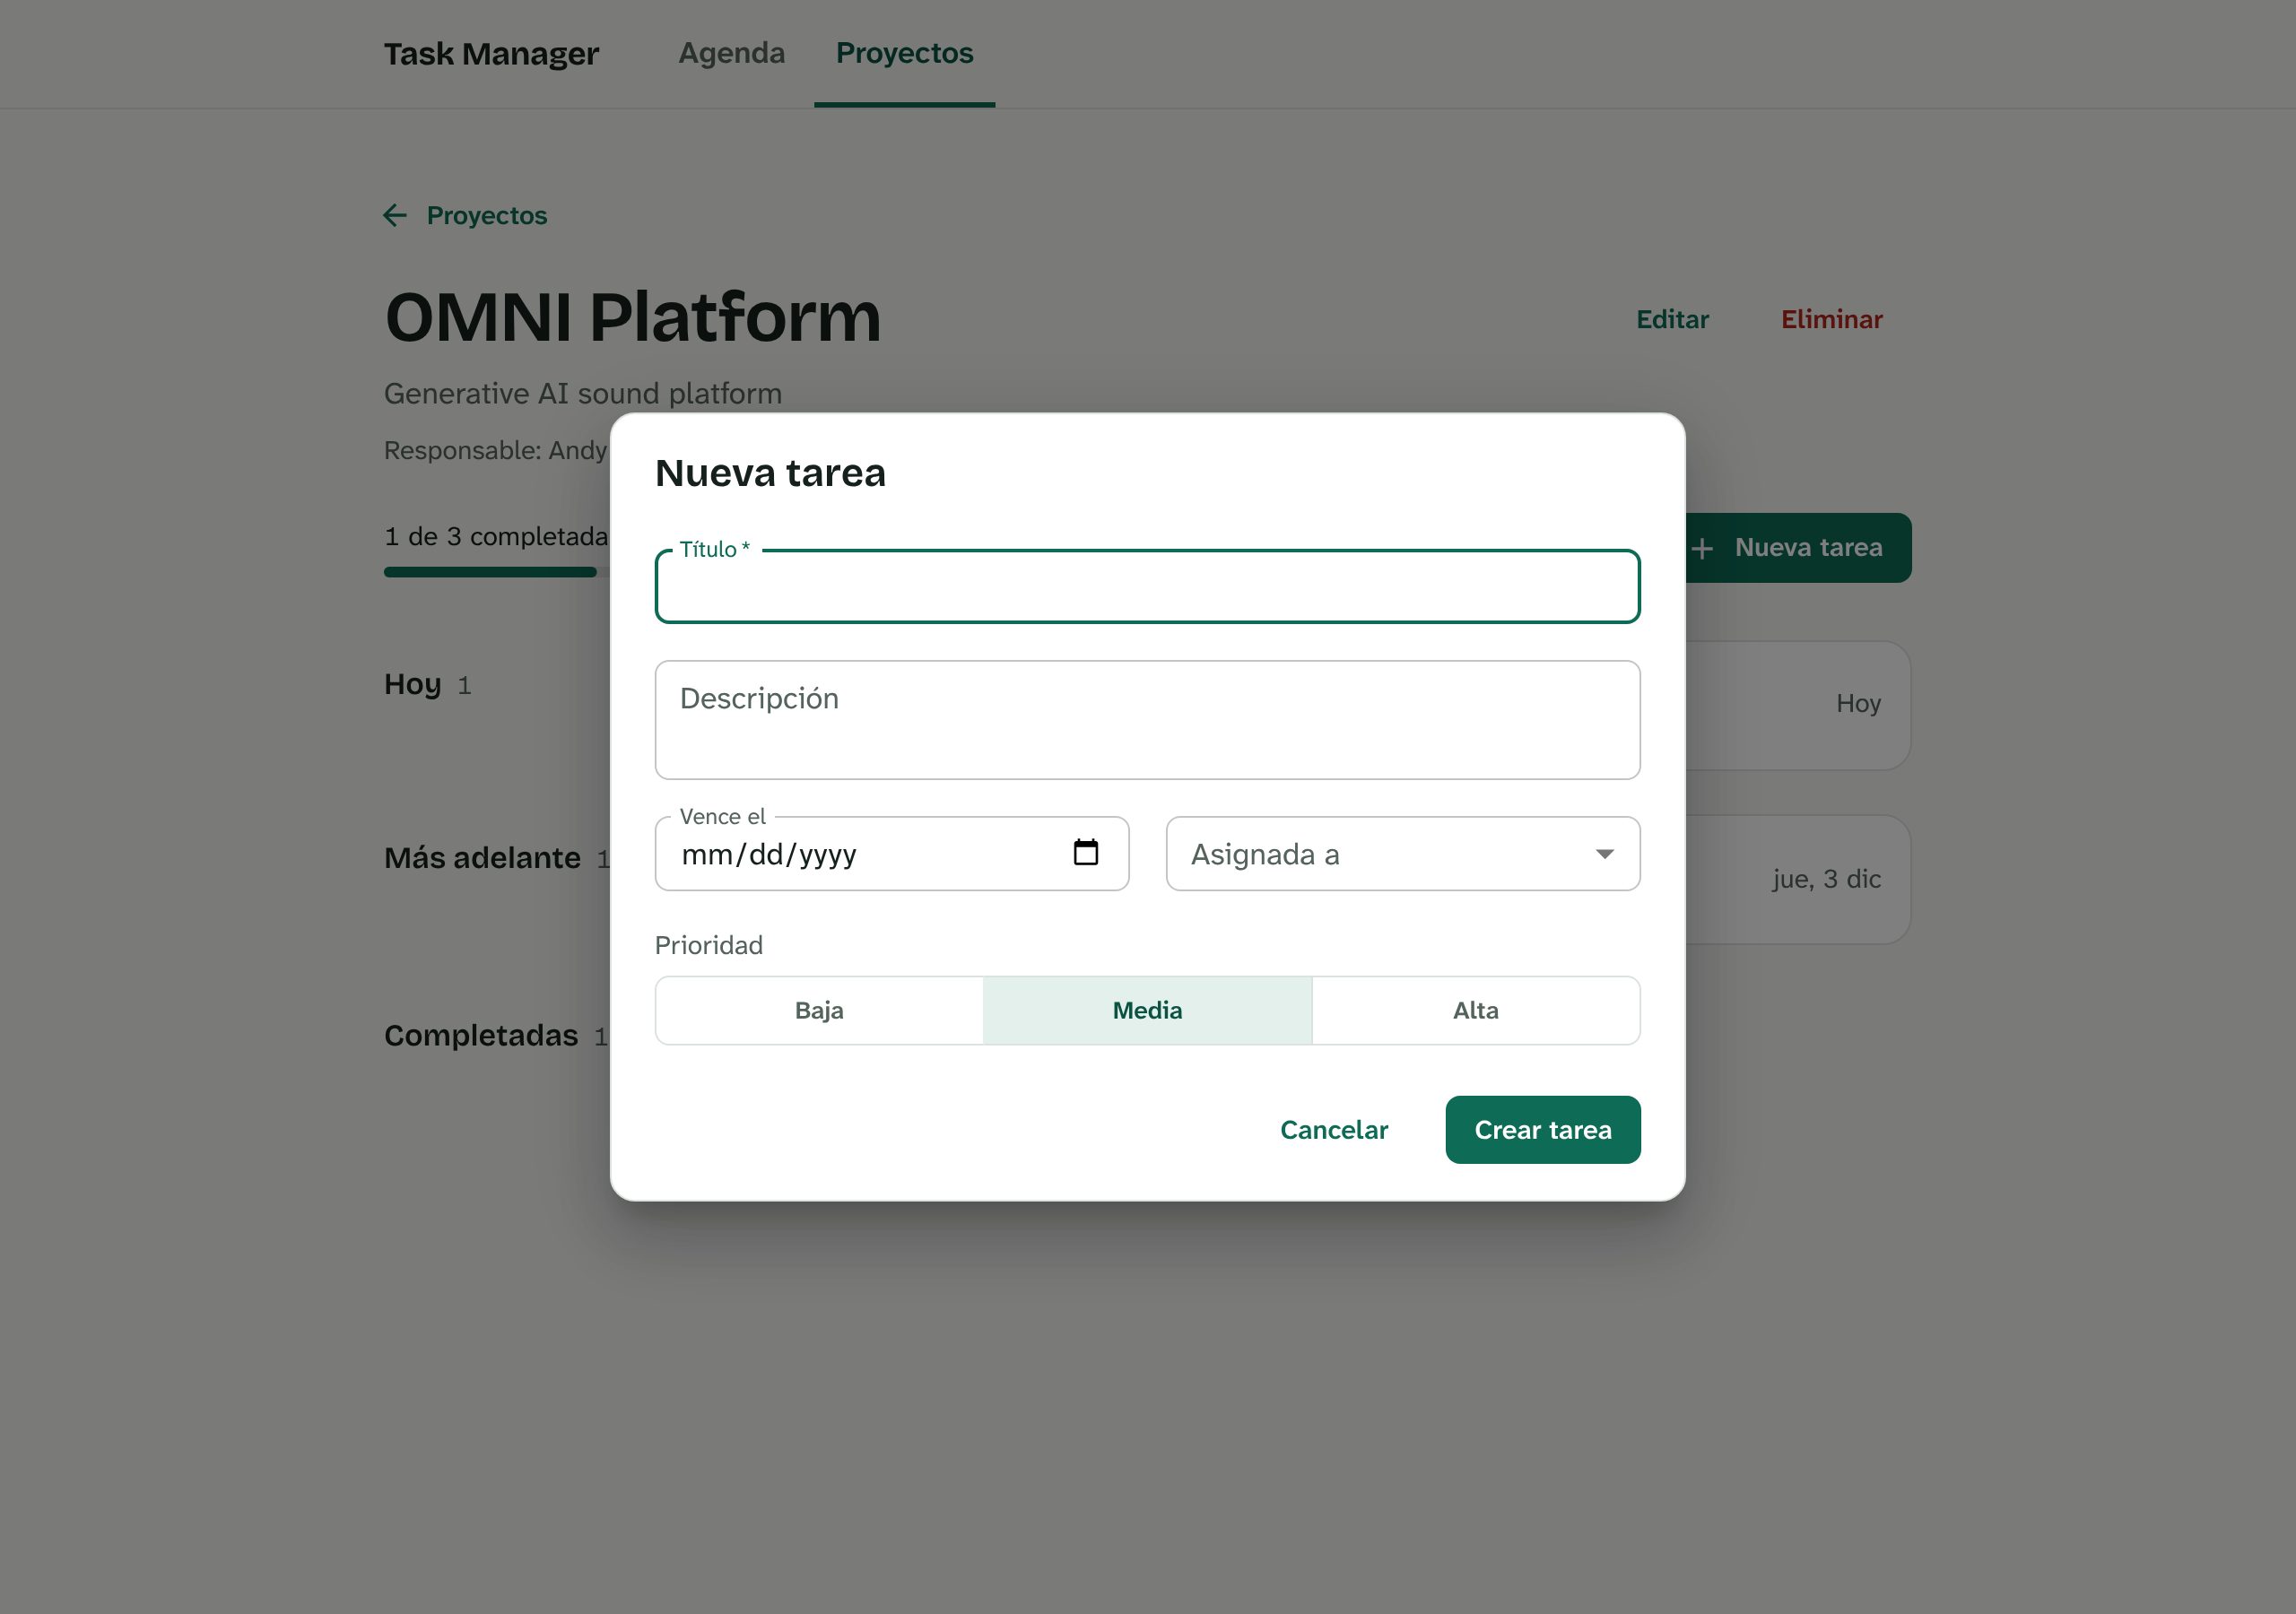 Task Manager Agenda Proyectos
← Proyectos
OMNI Platform
Editar Eliminar
Generative AI sound platform
Responsable: Andy
1 de 3 completada
+ Nueva tarea
Hoy 1
Hoy
Más adelante 1
jue, 3 dic
Completadas 1
Nueva tarea
Título *
Descripción
Vence el
mm/dd/yyyy
Asignada a
Prioridad
Baja Media Alta
Cancelar Crear tarea